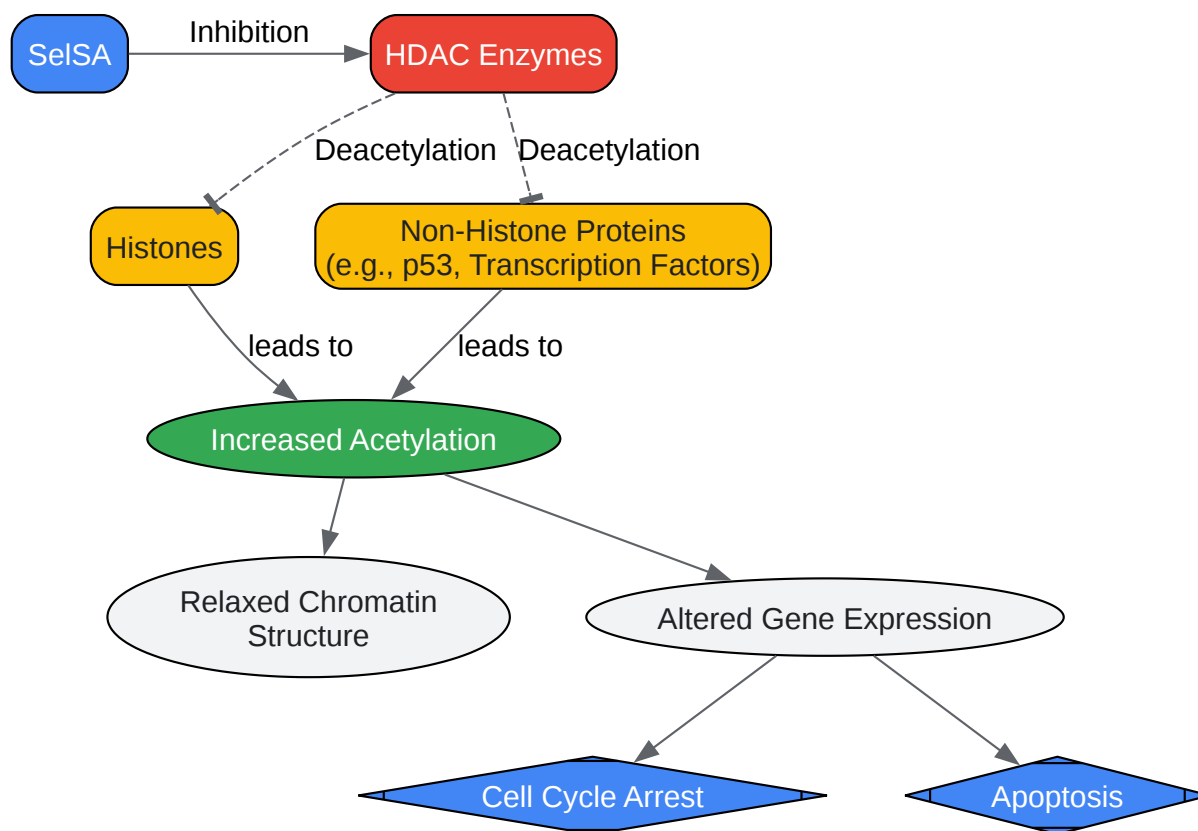 SelSA
Inhibition
HDAC Enzymes
Deacetylation
Deacetylation
Histones
Non-Histone Proteins
(e.g., p53, Transcription Factors)
leads to
leads to
Increased Acetylation
Relaxed Chromatin
Structure
Altered Gene Expression
Cell Cycle Arrest
Apoptosis